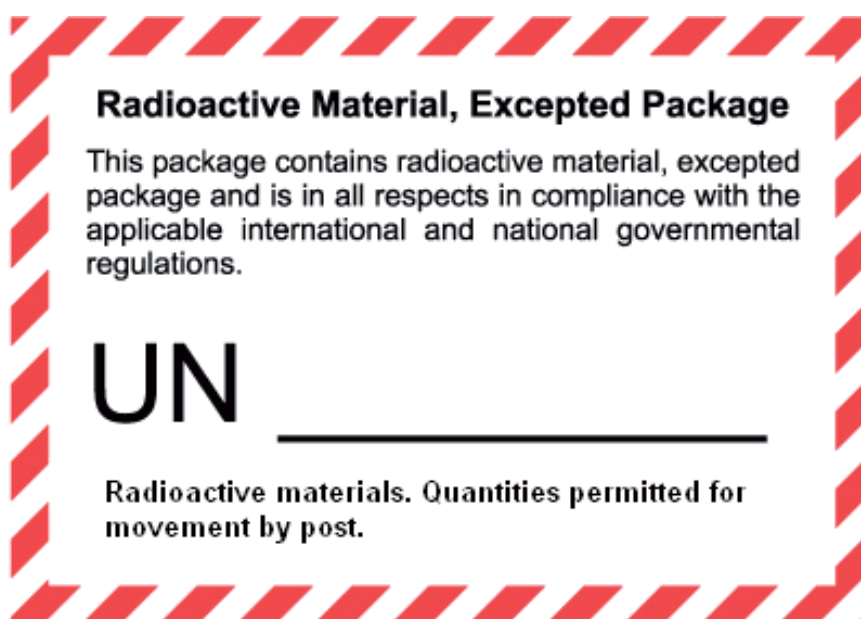 Radioactive Material, Excepted Package
This package contains radioactive material, excepted
package and is in all respects in compliance with the
applicable international and national governmental
regulations.
UN
Radioactive materials. Quantities permitted for
movement by post.